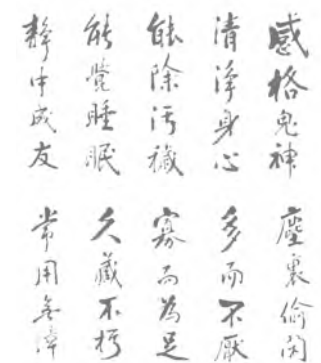 感格鬼神
清淨身心
能除污穢
能覺睡眠
靜中成友
塵裏偷閒
多而不厭
寡而為足
久藏不朽
常用無障